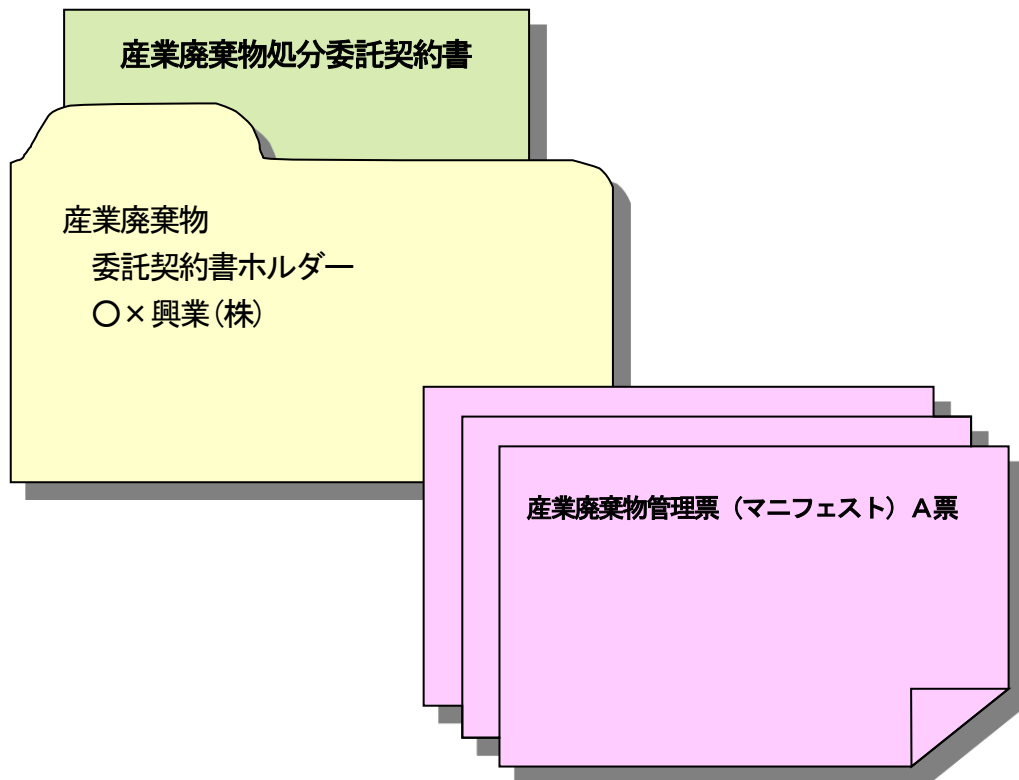 産業廃棄物処分委託契約書
産業廃棄物
委託契約書ホルダー
〇×興業(株)
産業廃棄物管理票（マニフェスト）Ａ票